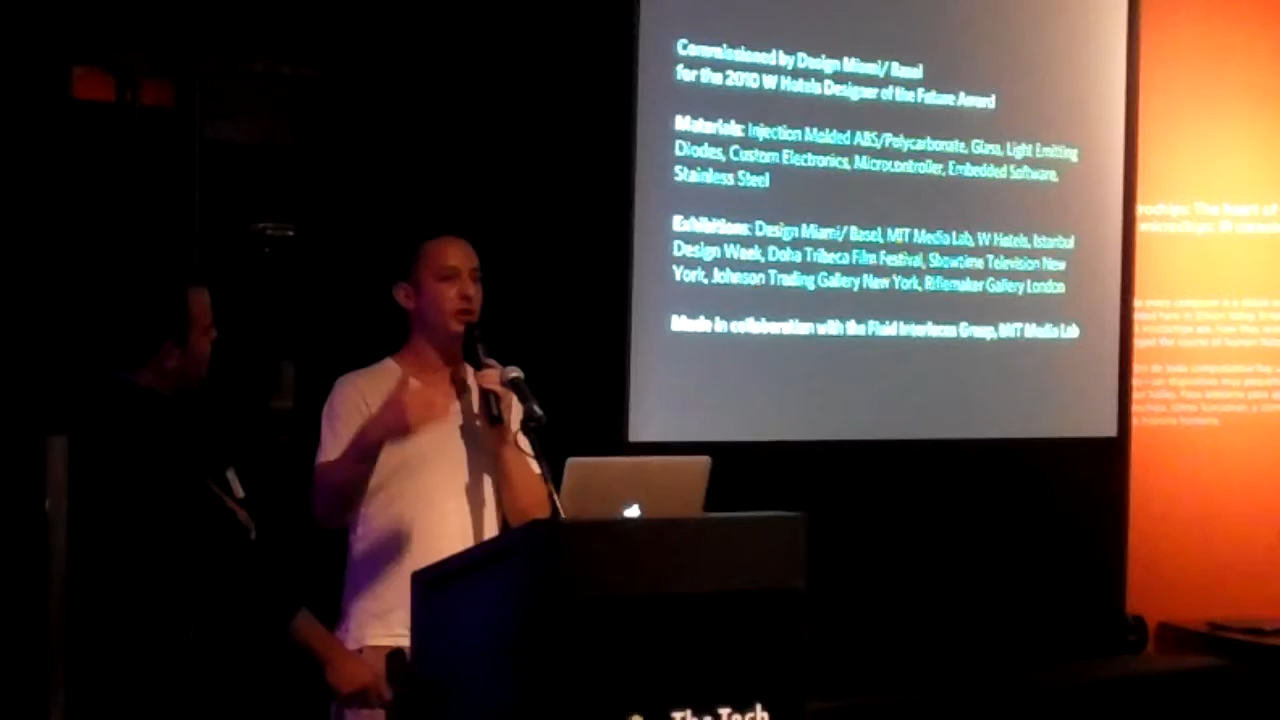 Commissioned by Design Miami/ Basel
for the 2010 W Hotels Designer of the Future Award
Materials: Injection Molded ABS/Polycarbonate, Glass, Light Emitting
Diodes, Custom Electronics, Microcontroller, Embedded Software,
Stainless Steel
Exhibitions: Design Miami/ Basel, MIT Media Lab, W Hotels, Istanbul
Design Week, Doha Tribeca Film Festival, Showtime Television New
York, Johnson Trading Gallery New York, Riflemaker Gallery London
Made in collaboration with the Fluid Interfaces Group, MIT Media Lab
The heart of
The Tech